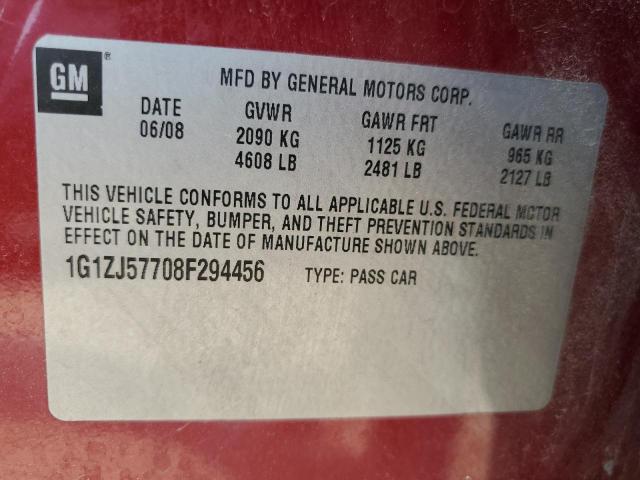 GM
MFD BY GENERAL MOTORS CORP.
DATE GVWR GAWR FRT GAWR RR
06/08 2090 KG 1125 KG 965 KG
4608 LB 2481 LB 2127 LB
THIS VEHICLE CONFORMS TO ALL APPLICABLE U.S. FEDERAL MOTOR
VEHICLE SAFETY, BUMPER, AND THEFT PREVENTION STANDARDS IN
EFFECT ON THE DATE OF MANUFACTURE SHOWN ABOVE.
1G1ZJ57708F294456 TYPE: PASS CAR